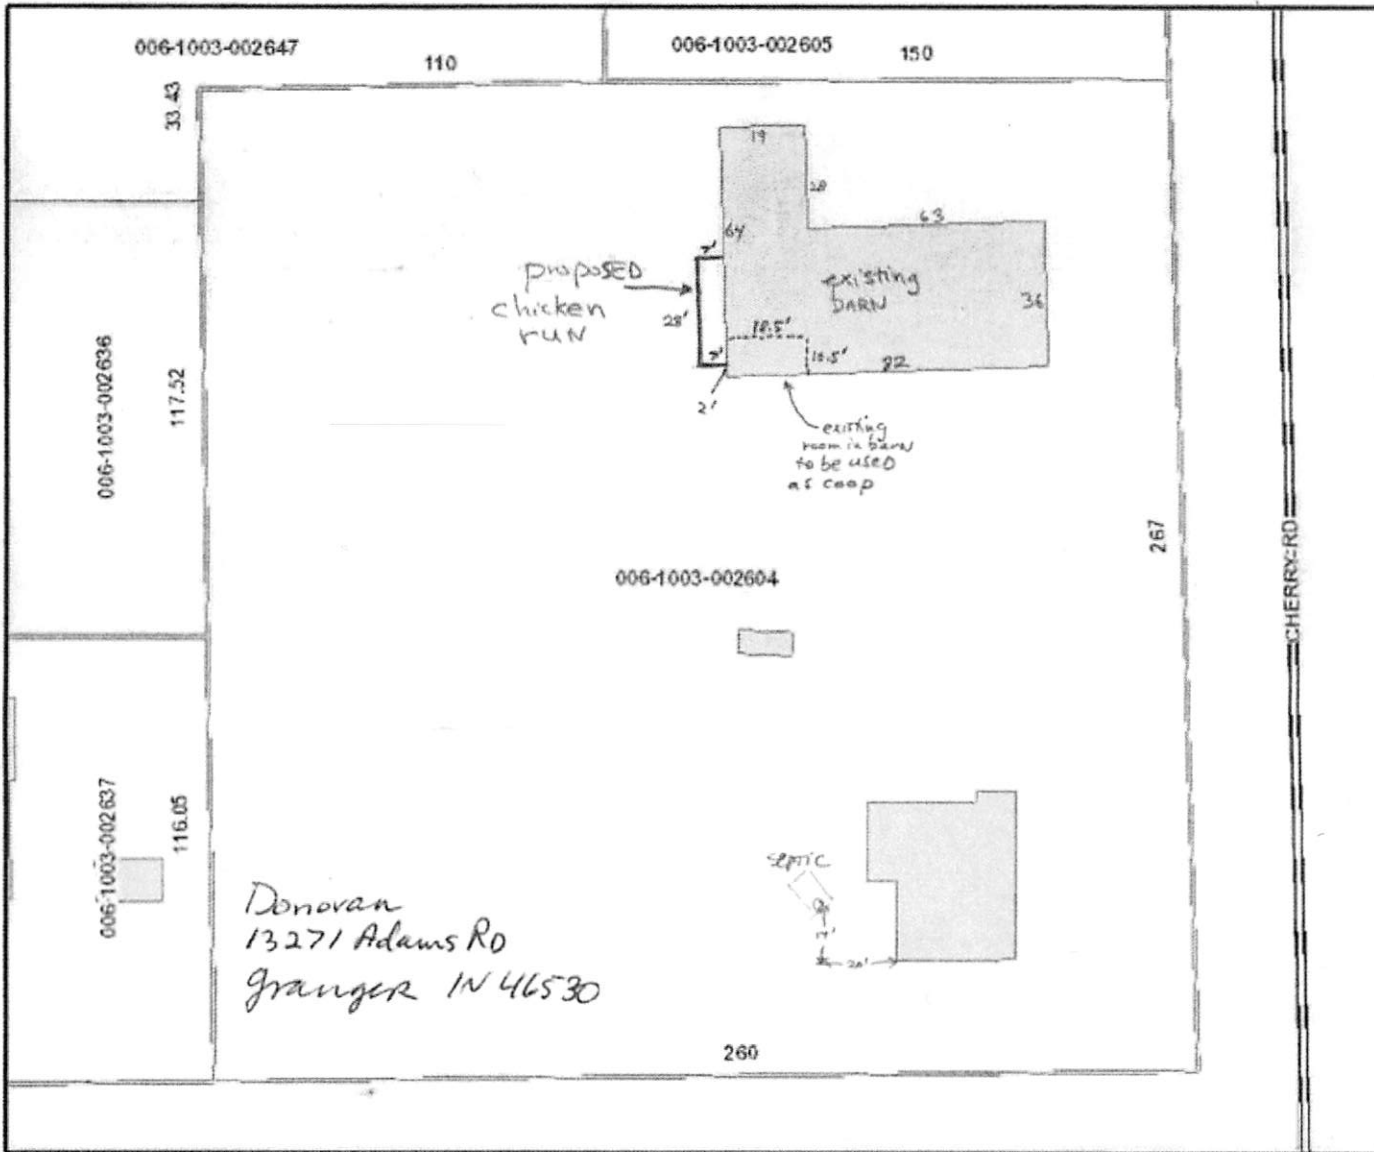 006-1003-002647
110
006-1003-002605
150
33.43
19
28
64
63
7'
proposed
chicken
run
28'
existing
BARN
36
18.5'
10.5'
7'
82
2'
existing
room in barn
to be used
as coop
006-1003-002636
117.52
267
CHERRY RD
006-1003-002604
006-1003-002637
116.05
septic
20'
Donovan
13271 Adams RD
Granger IN 46530
260